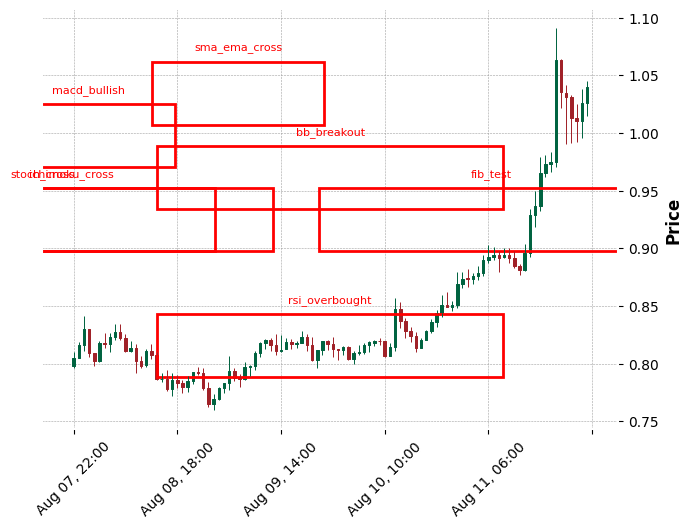 sma_ema_cross
macd_bullish
bb_breakout
ichimoku_cross
fib_test
rsi_overbought
1.10
1.05
1.00
0.95
0.90
0.85
0.80
0.75
Price
Aug 07, 22:00
Aug 08, 18:00
Aug 09, 14:00
Aug 10, 10:00
Aug 11, 06:00